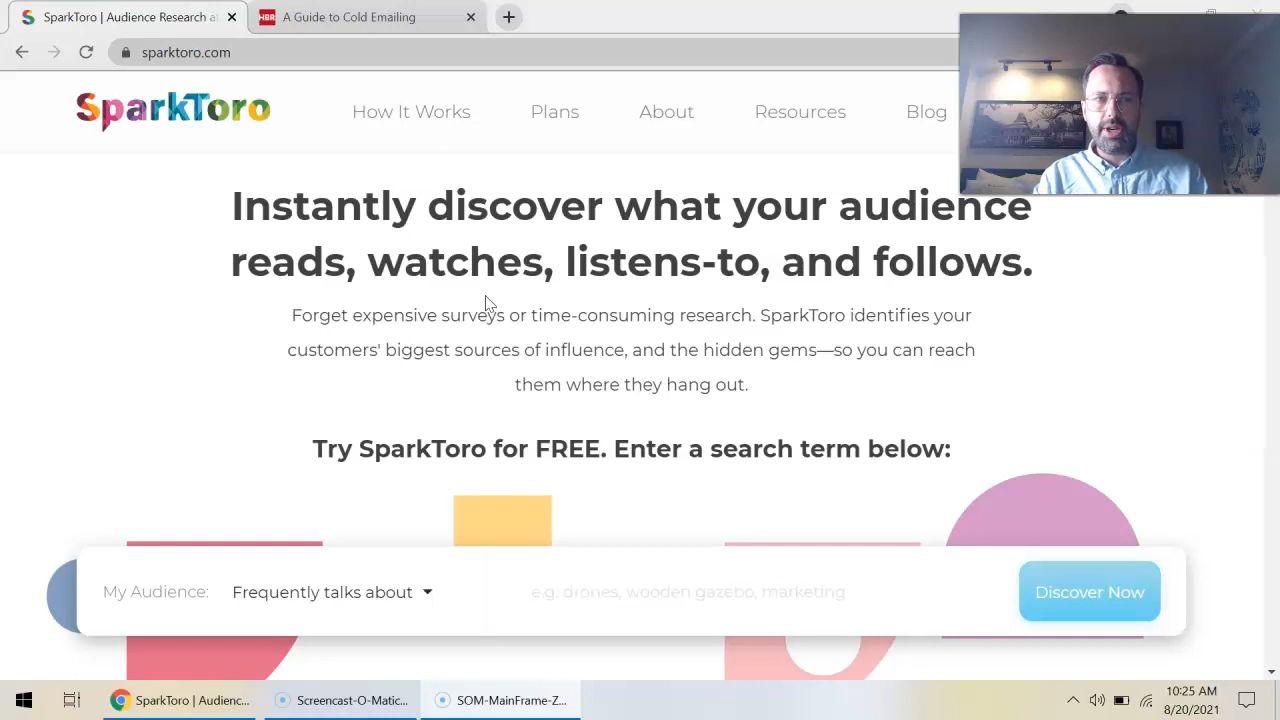 SparkToro | Audience Research a
HBR A Guide to Cold Emailing
sparktoro.com
SparkToro
How It Works
Plans
About
Resources
Blog
Instantly discover what your audience
reads, watches, listens-to, and follows.
Forget expensive surveys or time-consuming research. SparkToro identifies your
customers' biggest sources of influence, and the hidden gems—so you can reach
them where they hang out.
Try SparkToro for FREE. Enter a search term below:
My Audience:
Frequently talks about
e.g. drones, wooden gazebo, marketing
Discover Now
SparkToro | Audienc...
Screencast-O-Matic...
SOM-MainFrame-Z...
10:25 AM
8/20/2021